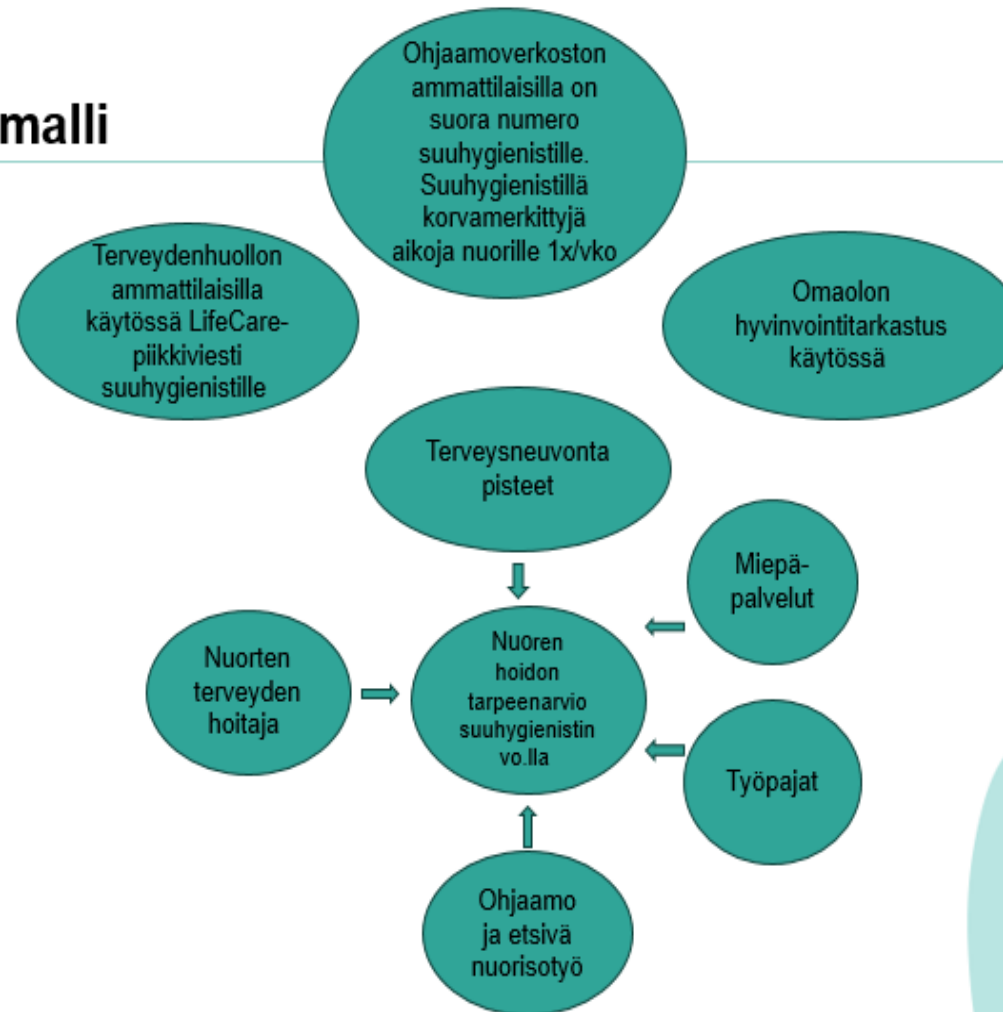 malli
Ohjaamoverkoston
ammattilaisilla on
suora numero
suuhygienistille.
Suuhygienistillä
korvamerkittyjä
aikoja nuorille 1x/vko
Terveydenhuollon
ammattilaisilla
käytössä LifeCare-
piikkiviesti
suuhygienistille
Omaolon
hyvinvointitarkastus
käytössä
Terveysneuvonta
pisteet
Miepä-
palvelut
Nuorten
terveyden
hoitaja
Nuoren
hoidon
tarpeenarvio
suuhygienistin
vo.lla
Työpajat
Ohjaamo
ja etsivä
nuorisotyö